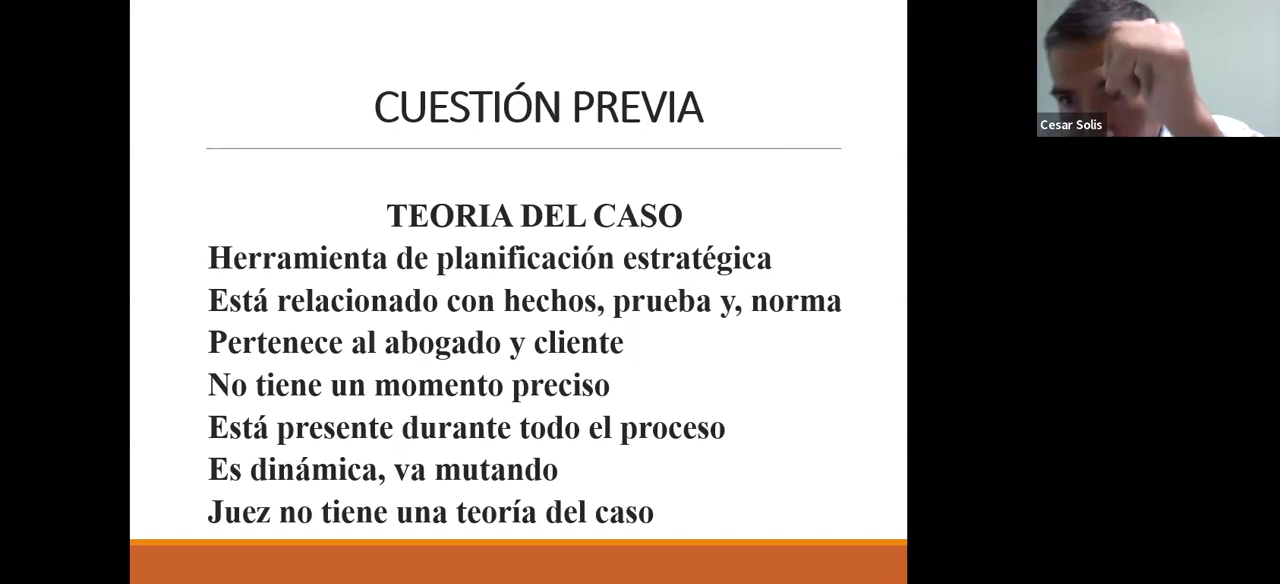 CUESTIÓN PREVIA
TEORIA DEL CASO
Herramienta de planificación estratégica
Está relacionado con hechos, prueba y, norma
Pertenece al abogado y cliente
No tiene un momento preciso
Está presente durante todo el proceso
Es dinámica, va mutando
Juez no tiene una teoría del caso
Cesar Solis